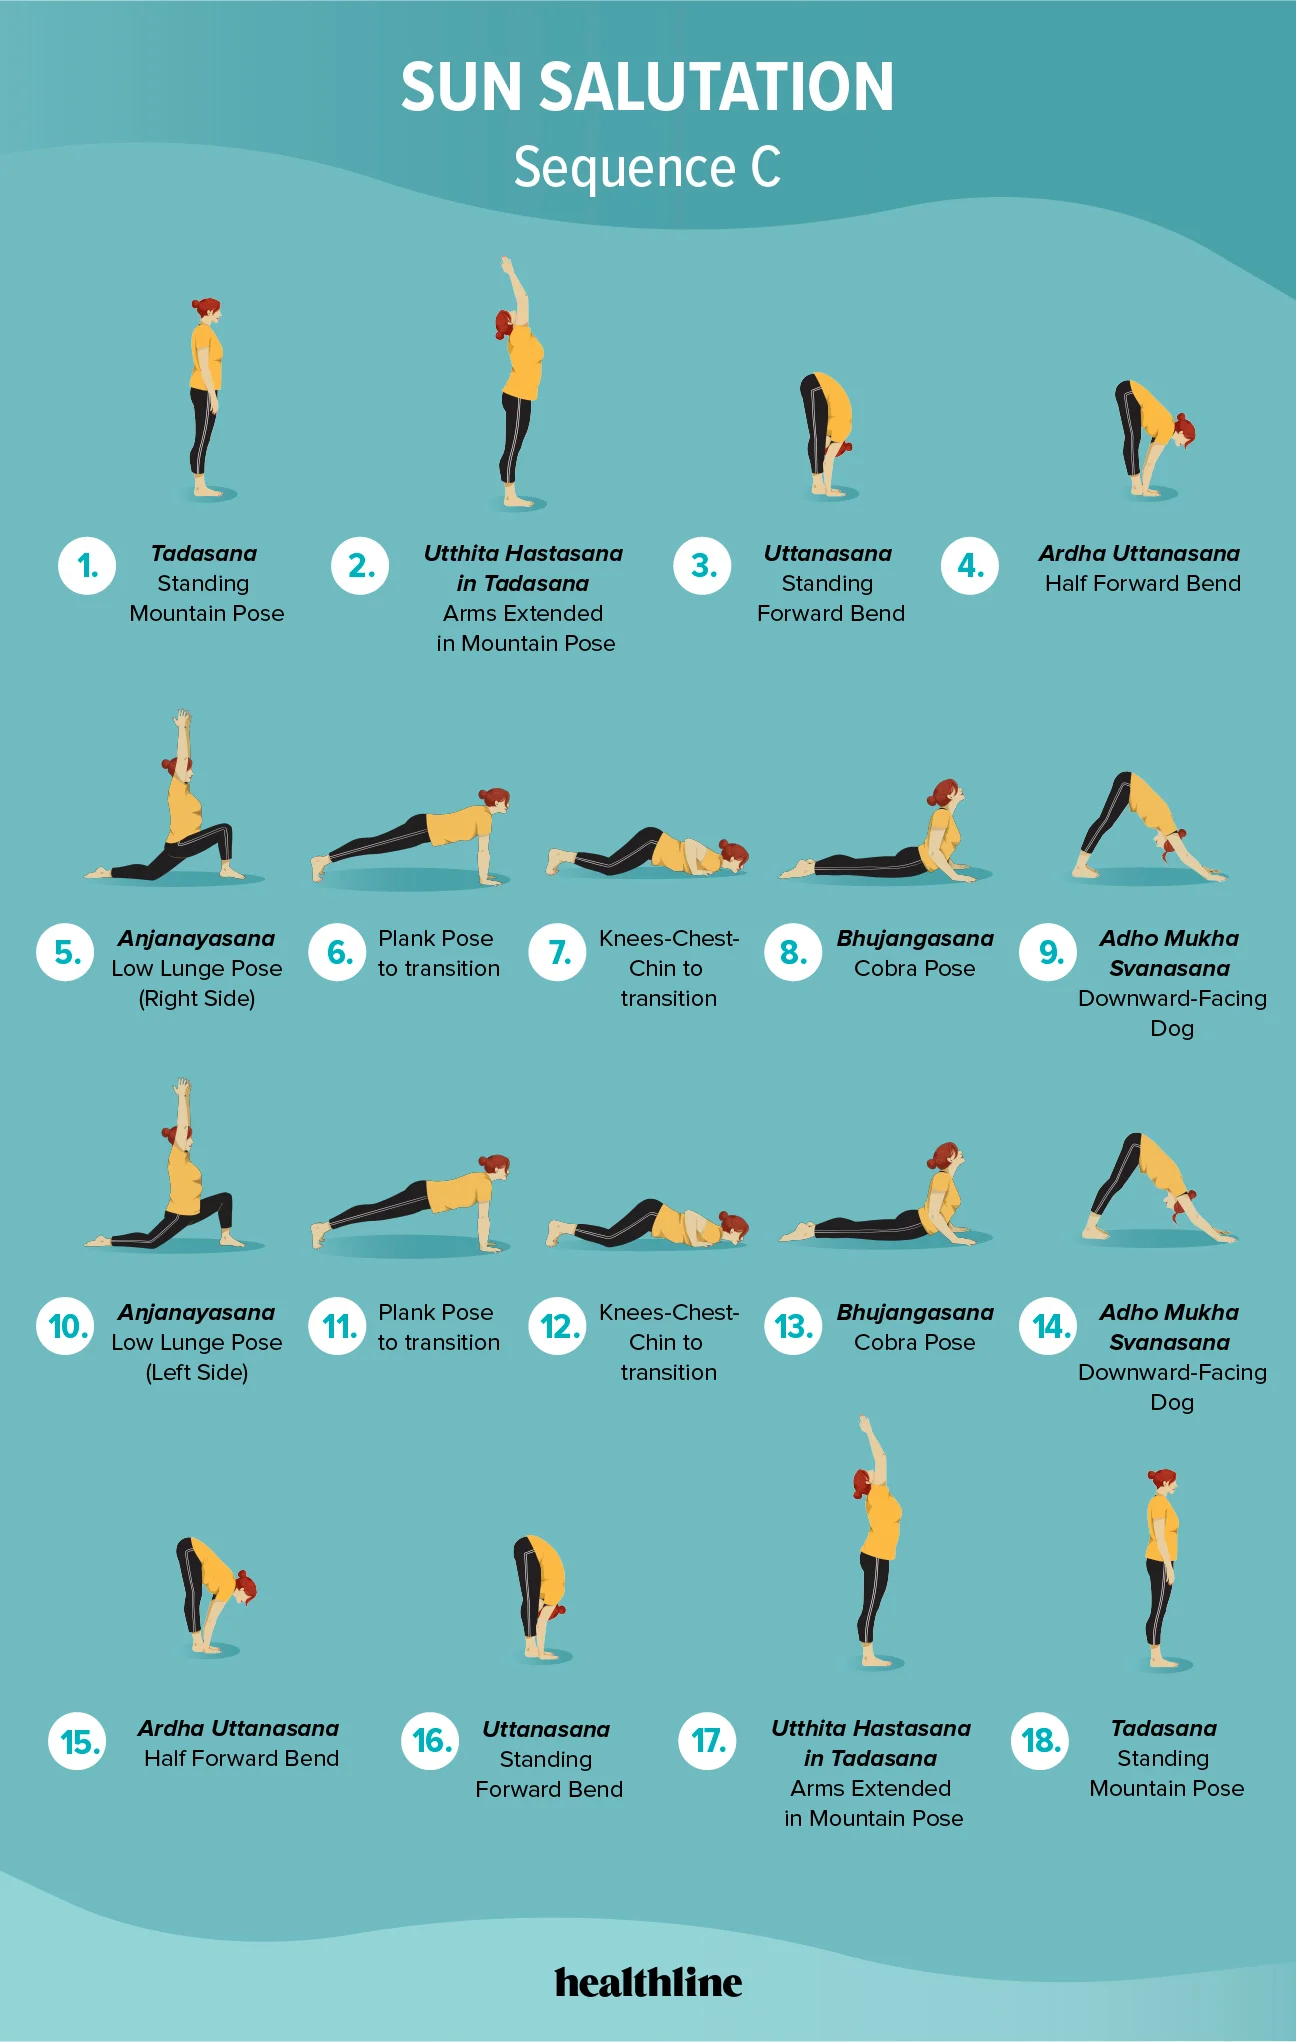 SUN SALUTATION
Sequence C
1.
Tadasana
Standing
Mountain Pose
2.
Utthita Hastasana
in Tadasana
Arms Extended
in Mountain Pose
3.
Uttanasana
Standing
Forward Bend
4.
Ardha Uttanasana
Half Forward Bend
5.
Anjanayasana
Low Lunge Pose
(Right Side)
6.
Plank Pose
to transition
7.
Knees-Chest-
Chin to
transition
8.
Bhujangasana
Cobra Pose
9.
Adho Mukha
Svanasana
Downward-Facing
Dog
10.
Anjanayasana
Low Lunge Pose
(Left Side)
11.
Plank Pose
to transition
12.
Knees-Chest-
Chin to
transition
13.
Bhujangasana
Cobra Pose
14.
Adho Mukha
Svanasana
Downward-Facing
Dog
15.
Ardha Uttanasana
Half Forward Bend
16.
Uttanasana
Standing
Forward Bend
17.
Utthita Hastasana
in Tadasana
Arms Extended
in Mountain Pose
18.
Tadasana
Standing
Mountain Pose
healthline